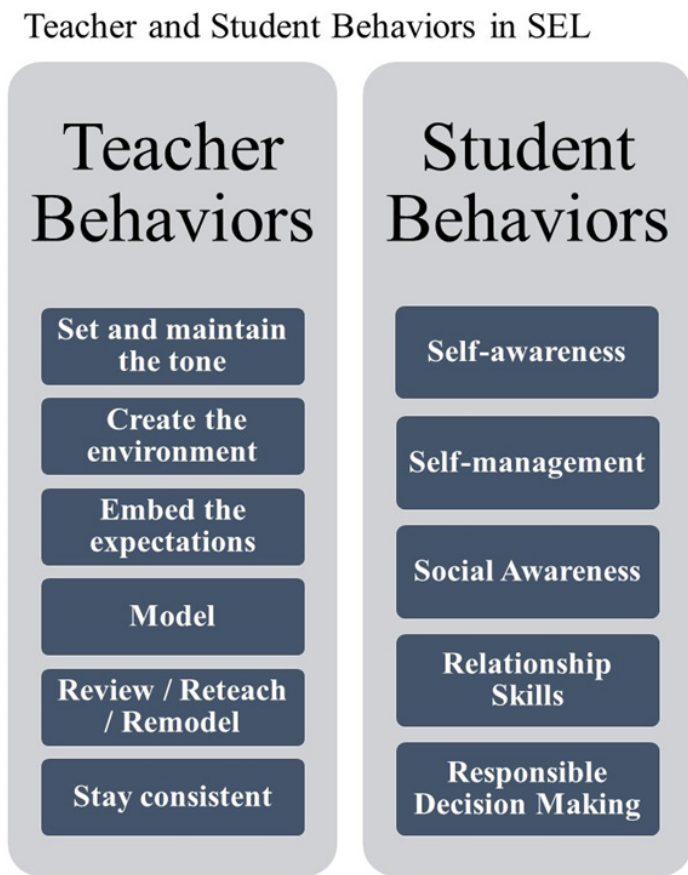 Teacher and Student Behaviors in SEL
Teacher
Behaviors
Set and maintain
the tone
Create the
environment
Embed the
expectations
Model
Review / Reteach
/ Remodel
Stay consistent
Student
Behaviors
Self-awareness
Self-management
Social Awareness
Relationship
Skills
Responsible
Decision Making